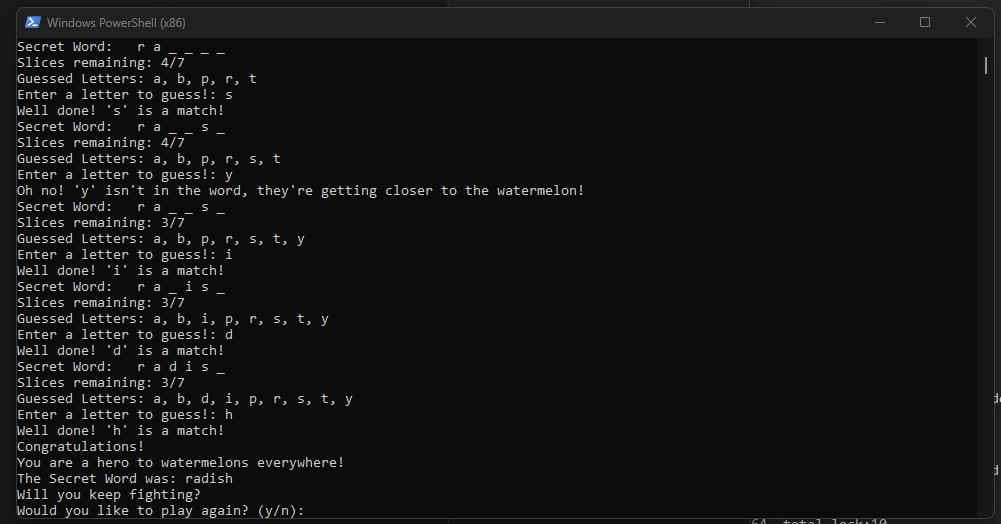 Windows PowerShell (x86)
Secret Word:   r a _ _ _ _
Slices remaining: 4/7
Guessed Letters: a, b, p, r, t
Enter a letter to guess!: s
Well done! 's' is a match!
Secret Word:   r a _ _ s _
Slices remaining: 4/7
Guessed Letters: a, b, p, r, s, t
Enter a letter to guess!: y
Oh no! 'y' isn't in the word, they're getting closer to the watermelon!
Secret Word:   r a _ _ s _
Slices remaining: 3/7
Guessed Letters: a, b, p, r, s, t, y
Enter a letter to guess!: i
Well done! 'i' is a match!
Secret Word:   r a _ i s _
Slices remaining: 3/7
Guessed Letters: a, b, i, p, r, s, t, y
Enter a letter to guess!: d
Well done! 'd' is a match!
Secret Word:   r a d i s _
Slices remaining: 3/7
Guessed Letters: a, b, d, i, p, r, s, t, y
Enter a letter to guess!: h
Well done! 'h' is a match!
Congratulations!
You are a hero to watermelons everywhere!
The Secret Word was: radish
Will you keep fighting?
Would you like to play again? (y/n):